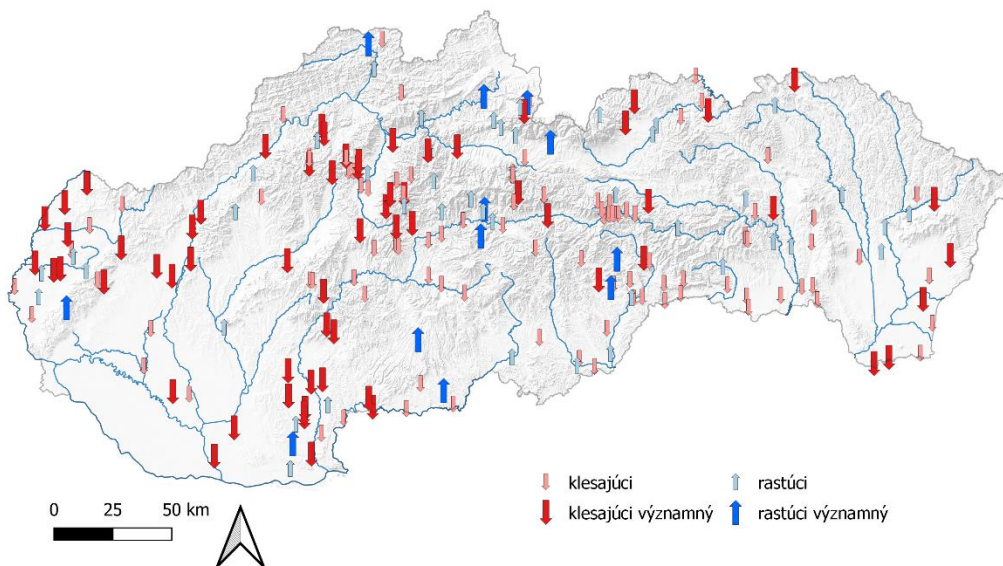 klesajúci
rastúci
klesajúci významný
rastúci významný
0 25 50 km